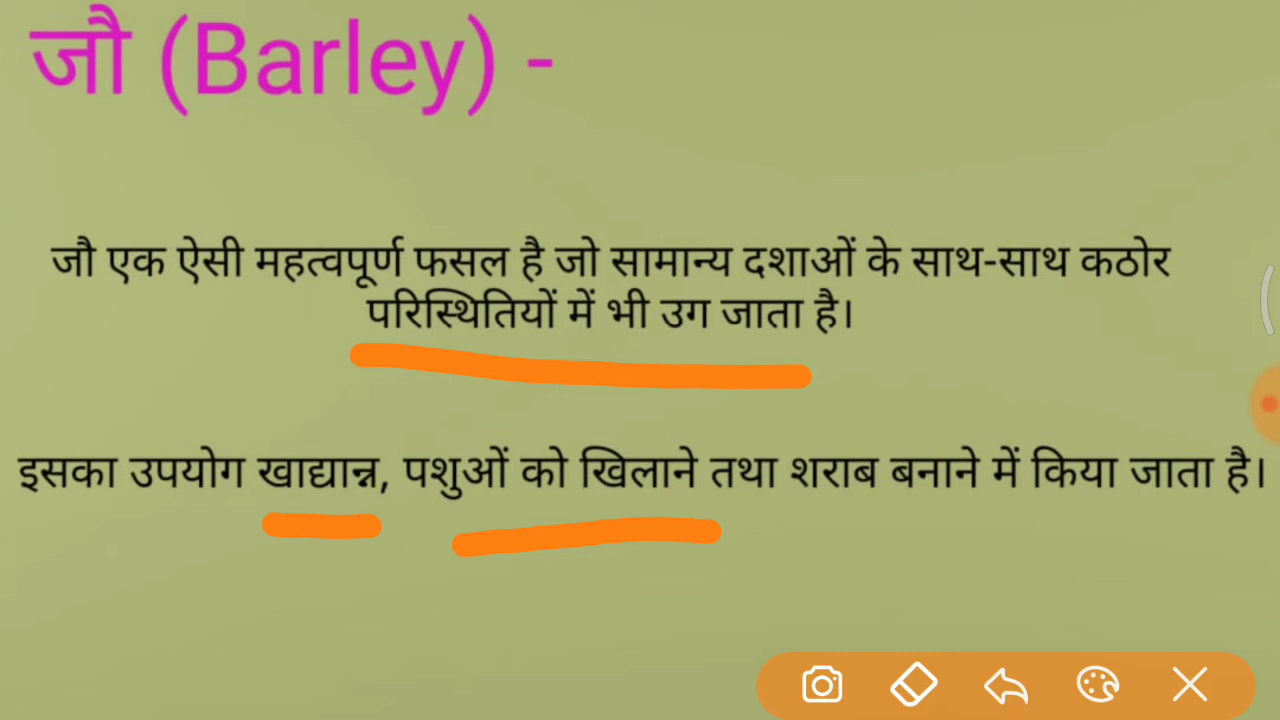 जौ (Barley) -
जौ एक ऐसी महत्वपूर्ण फसल है जो सामान्य दशाओं के साथ-साथ कठोर
परिस्थितियों में भी उग जाता है।
इसका उपयोग खाद्यान्न, पशुओं को खिलाने तथा शराब बनाने में किया जाता है।